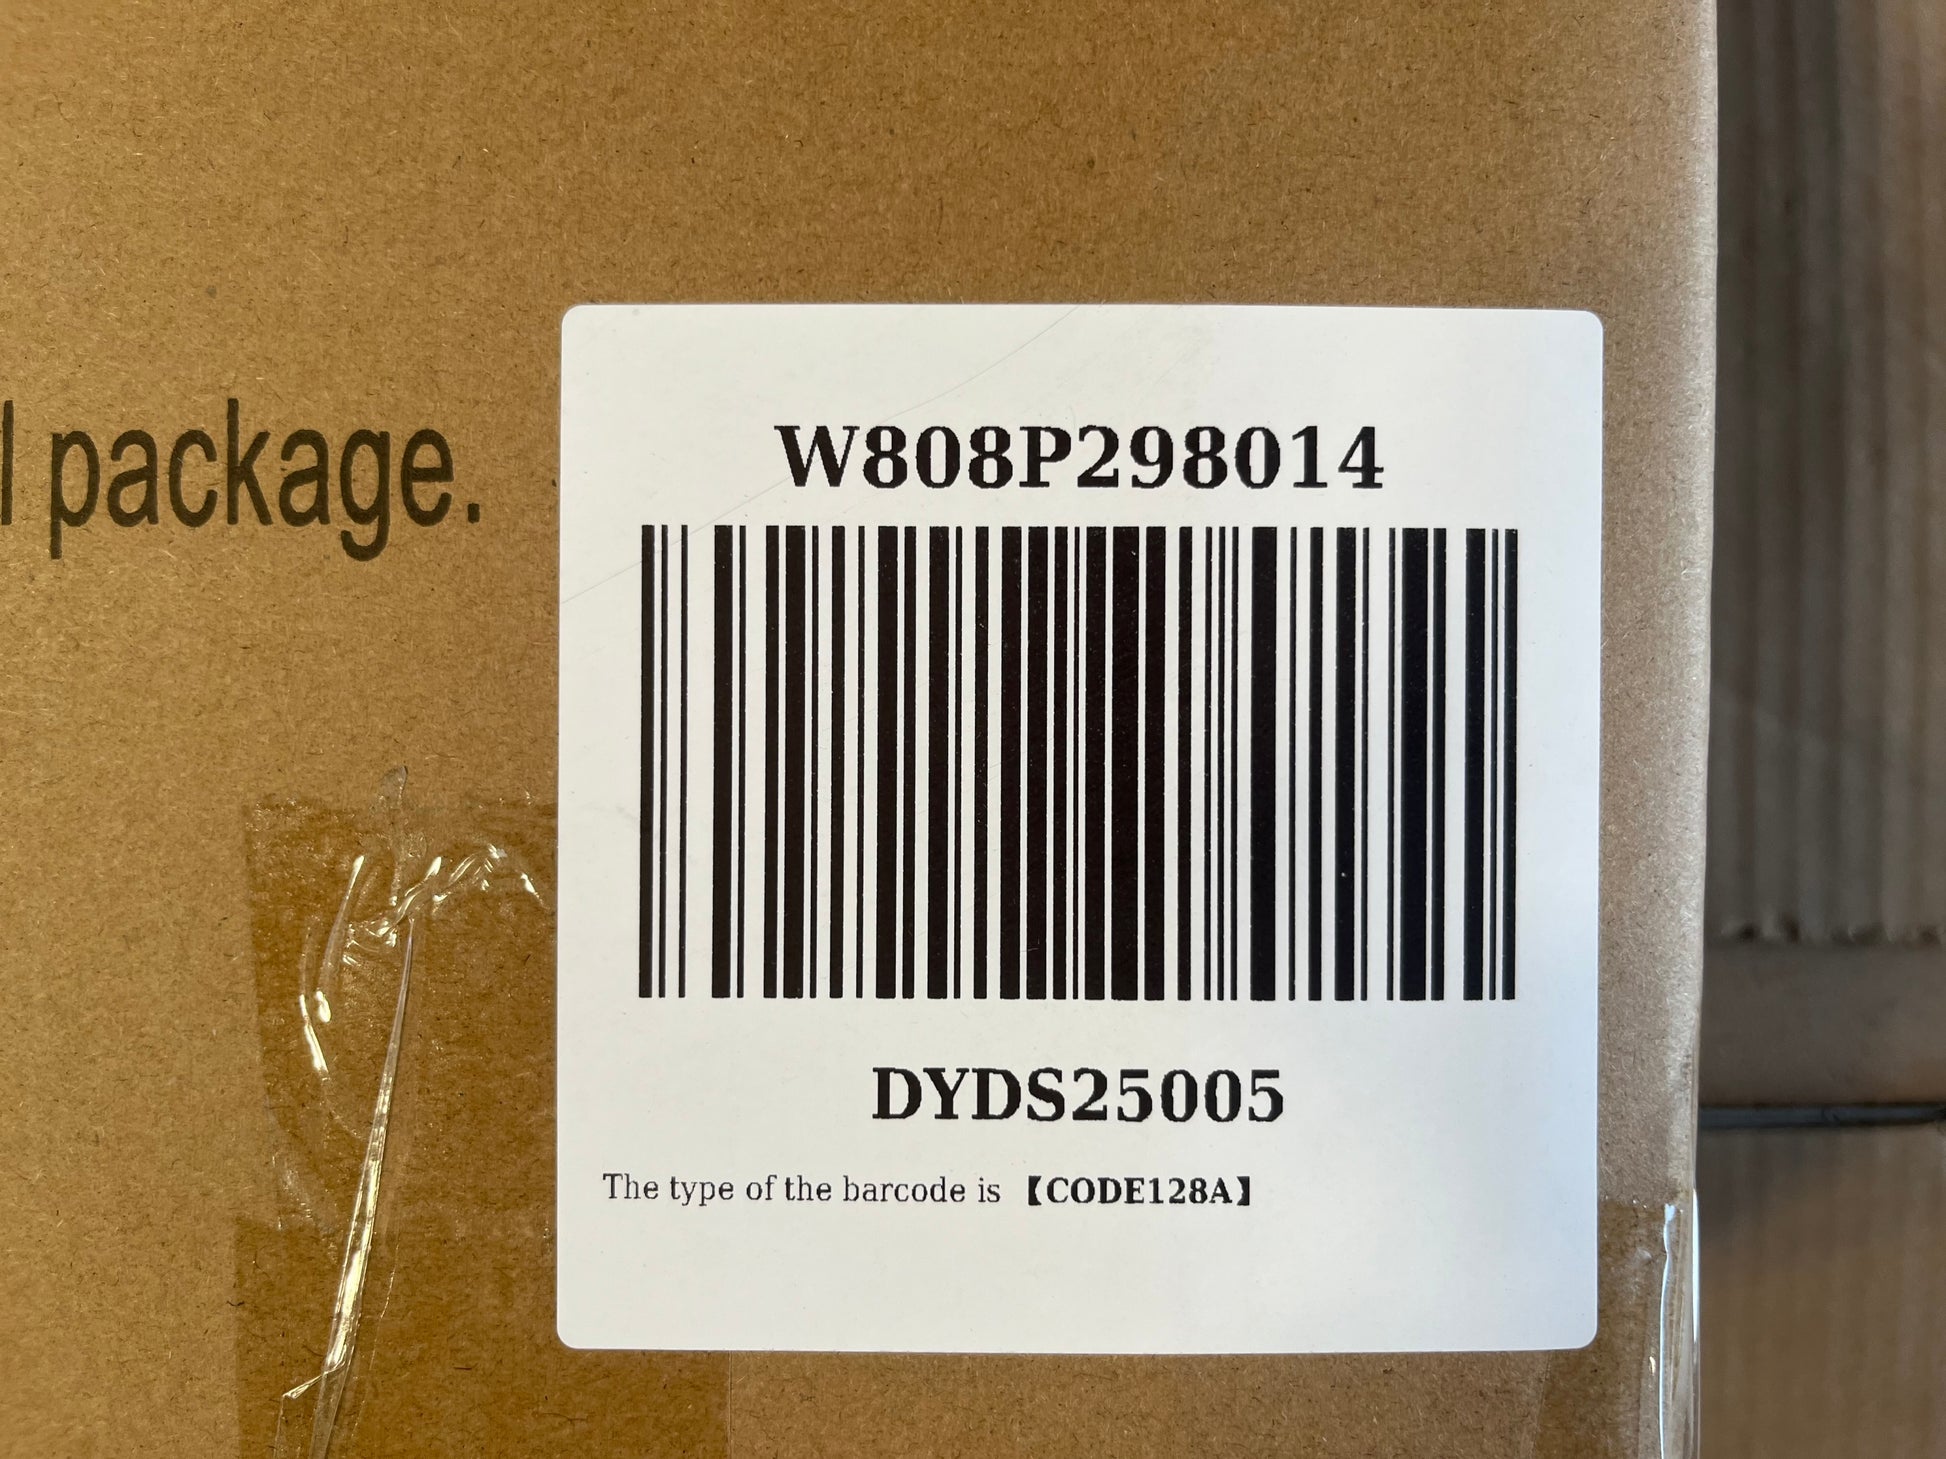 package.
W808P298014
DYDS25005
The type of the barcode is 【CODE128A】